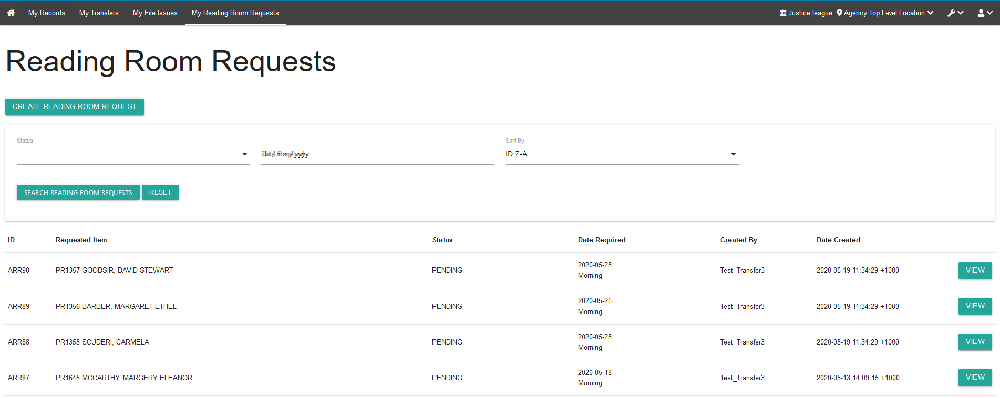 My Records My Transfers My File Issues My Reading Room Requests Justice league Agency Top Level Location
Reading Room Requests
CREATE READING ROOM REQUEST
Status Sort By
dd / mm / yyyy Date Required ID Z-A
SEARCH READING ROOM REQUESTS RESET
ID Requested Item Status Date Required Created By Date Created
ARR90 PR1357 GOODSIR, DAVID STEWART PENDING 2020-05-25 Morning Test_Transfer3 2020-05-19 11:34:29 +1000 VIEW
ARR89 PR1356 BARBER, MARGARET ETHEL PENDING 2020-05-25 Morning Test_Transfer3 2020-05-19 11:34:29 +1000 VIEW
ARR88 PR1355 SCUDERI, CARMELA PENDING 2020-05-25 Morning Test_Transfer3 2020-05-19 11:34:29 +1000 VIEW
ARR87 PR1645 MCCARTHY, MARGERY ELEANOR PENDING 2020-05-18 Morning Test_Transfer3 2020-05-13 14:09:15 +1000 VIEW